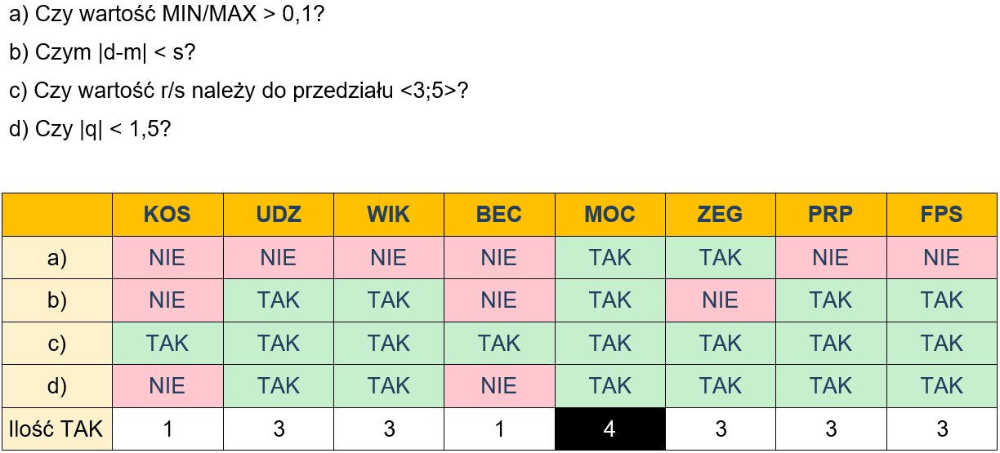 a) Czy wartość MIN/MAX > 0,1?
b) Czym |d-m| < s?
c) Czy wartość r/s należy do przedziału <3;5>?
d) Czy |q| < 1,5?
KOS UDZ WIK BEC MOC ZEG PRP FPS
a) NIE NIE NIE NIE TAK TAK NIE NIE
b) NIE TAK TAK NIE TAK NIE TAK TAK
c) TAK TAK TAK TAK TAK TAK TAK TAK
d) NIE TAK TAK NIE TAK TAK TAK TAK
Ilość TAK 1 3 3 1 4 3 3 3